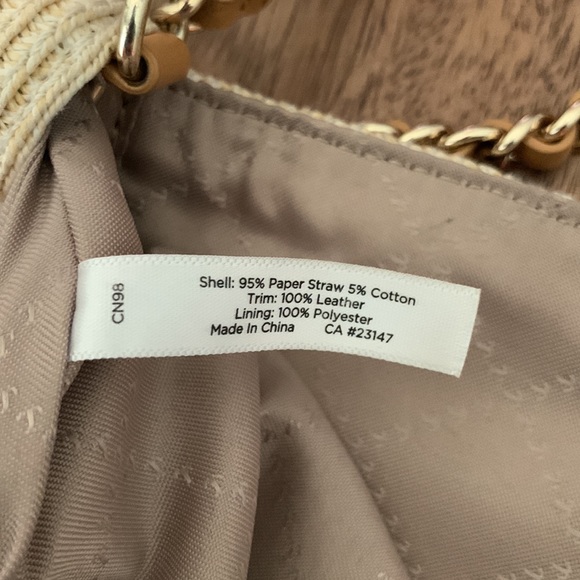 CN98
Shell: 95% Paper Straw 5% Cotton
Trim: 100% Leather
Lining: 100% Polyester
Made In China CA #23147